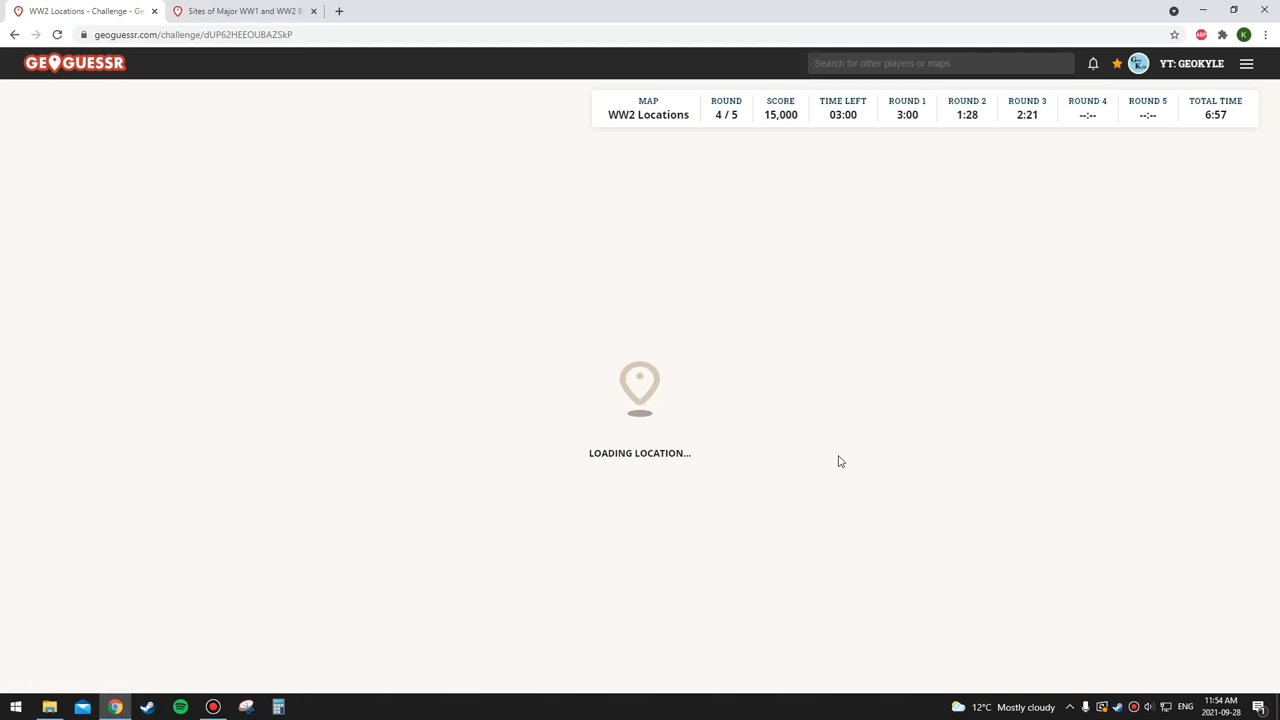 WW2 Locations - Challenge - Ge
Sites of Major WW1 and WW2 B
geoguessr.com/challenge/dUP62HEEOUBAZSkP
GEOGUESSR
Search for other players or maps
YT: GEOKYLE
MAP ROUND SCORE TIME LEFT ROUND 1 ROUND 2 ROUND 3 ROUND 4 ROUND 5 TOTAL TIME
WW2 Locations 4 / 5 15,000 03:00 3:00 1:28 2:21 --:-- --:-- 6:57
LOADING LOCATION...
12°C Mostly cloudy
ENG
11:54 AM
2021-09-28